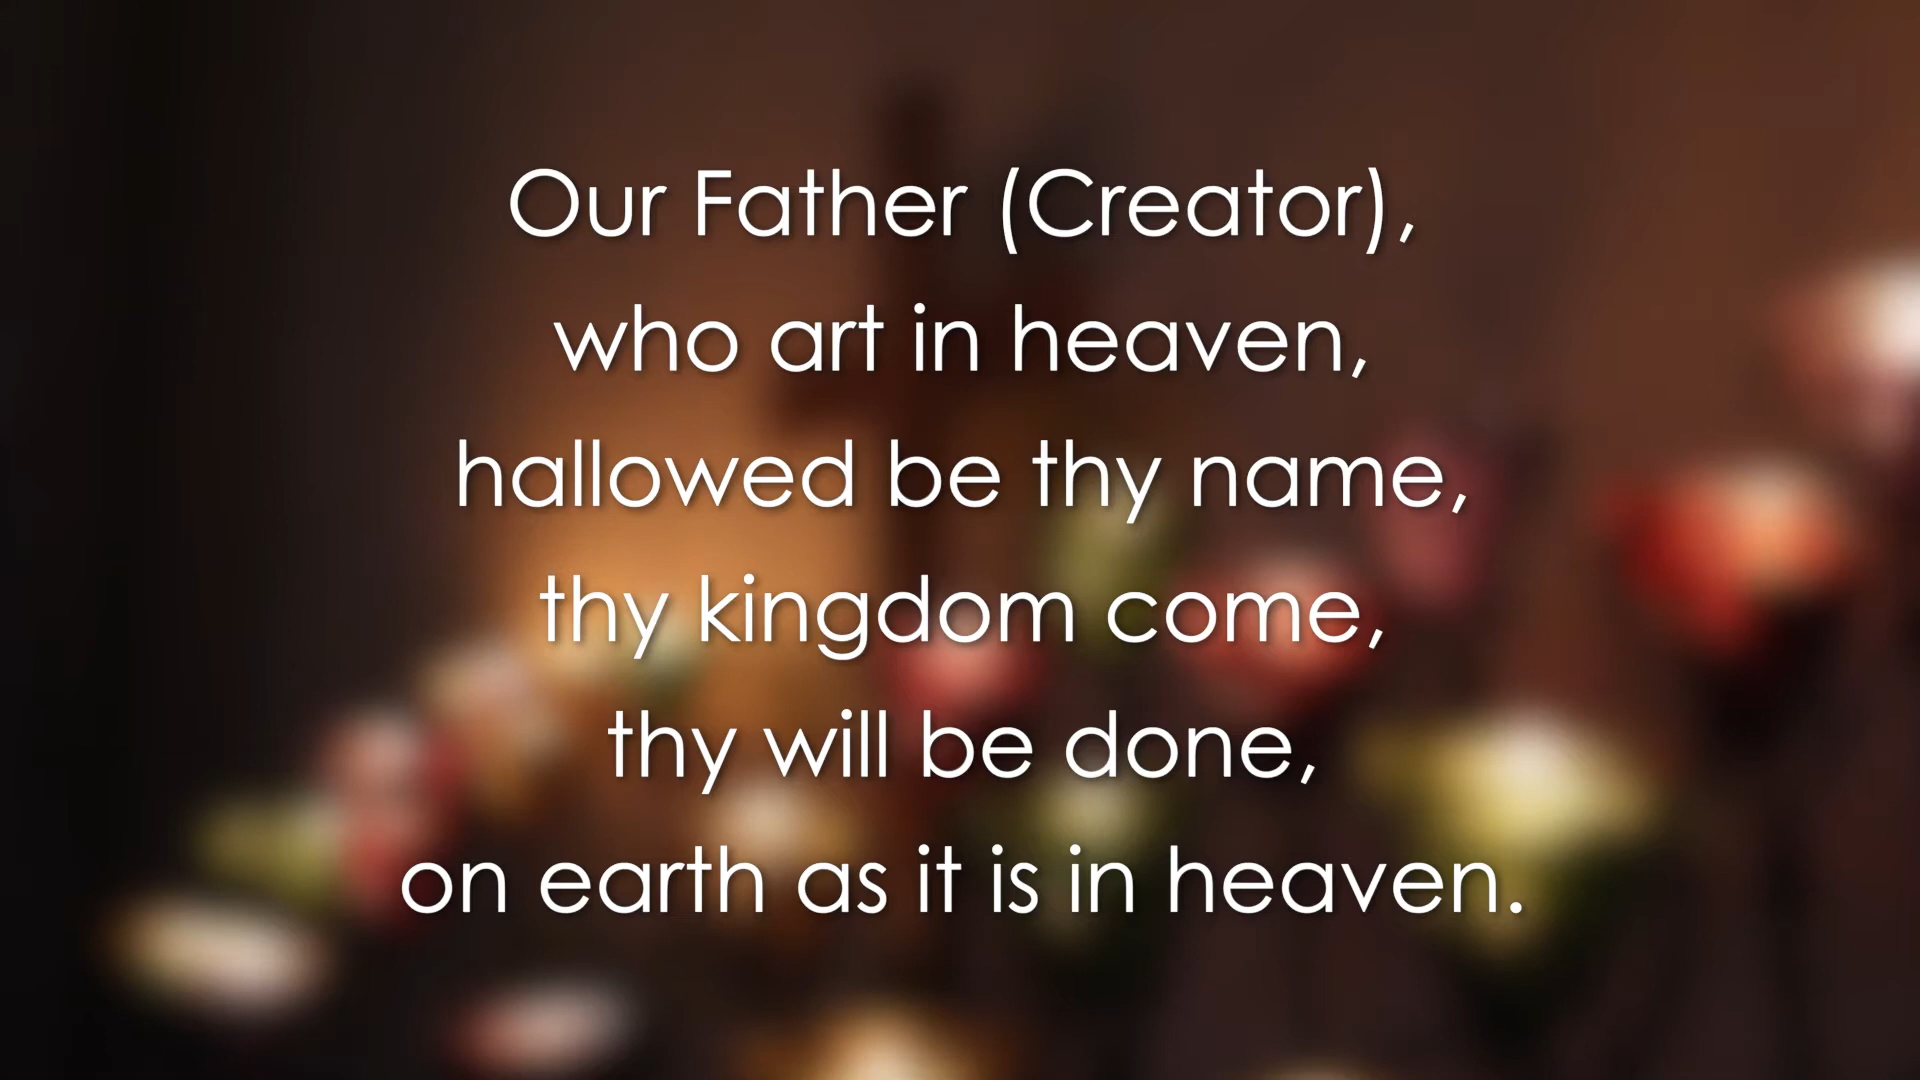 Our Father (Creator),
who art in heaven,
hallowed be thy name,
thy kingdom come,
thy will be done,
on earth as it is in heaven.